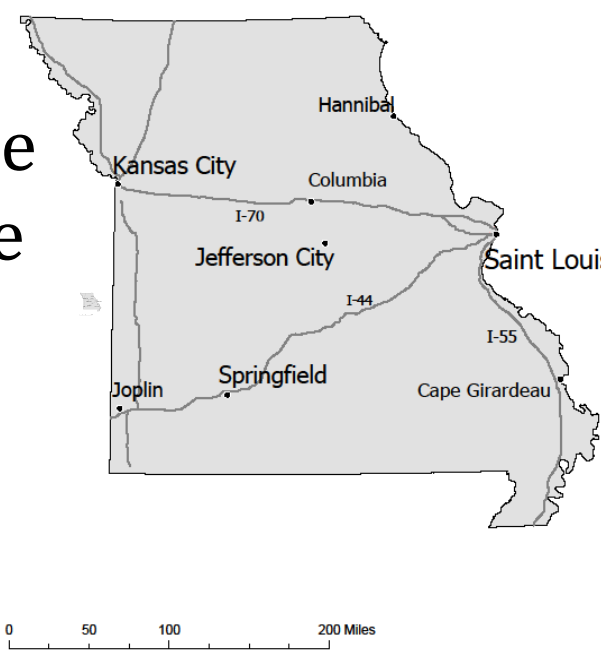 Hannibal
e
Kansas City
Columbia
I-70
e
Jefferson City
Saint Louis
I-44
I-55
Springfield
Joplin
Cape Girardeau
0 50 100 200 Miles